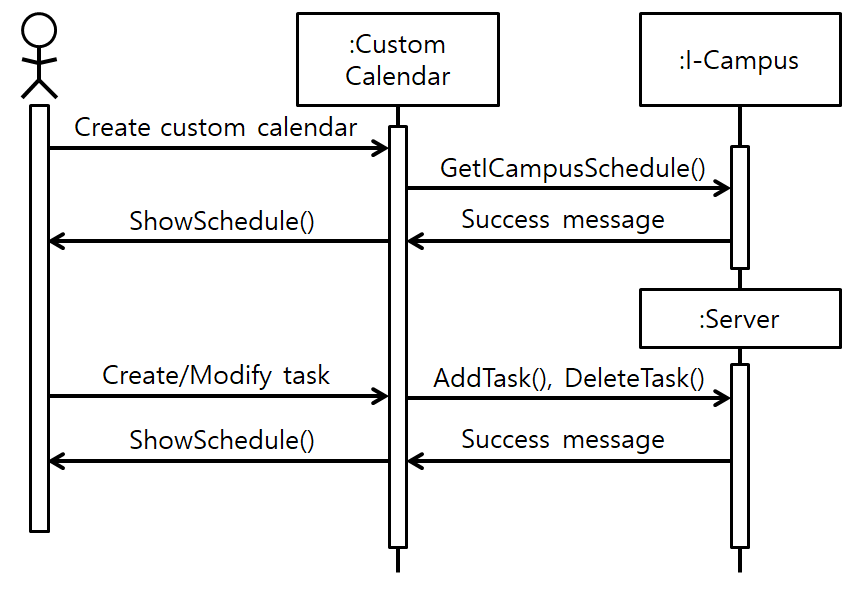 :Custom
Calendar
:I-Campus
Create custom calendar
GetICampusSchedule()
ShowSchedule()
Success message
:Server
Create/Modify task
AddTask(), DeleteTask()
ShowSchedule()
Success message